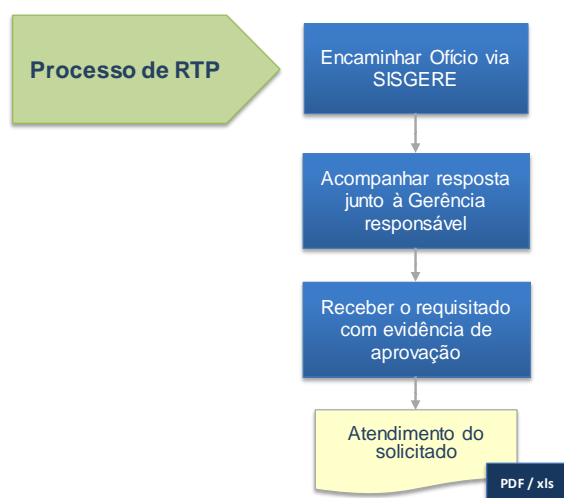 Processo de RTP
Encaminhar Ofício via
SISGERE
Acompanhar resposta
junto à Gerência
responsável
Receber o requisitado
com evidência de
aprovação
Atendimento do
solicitado
PDF / xls